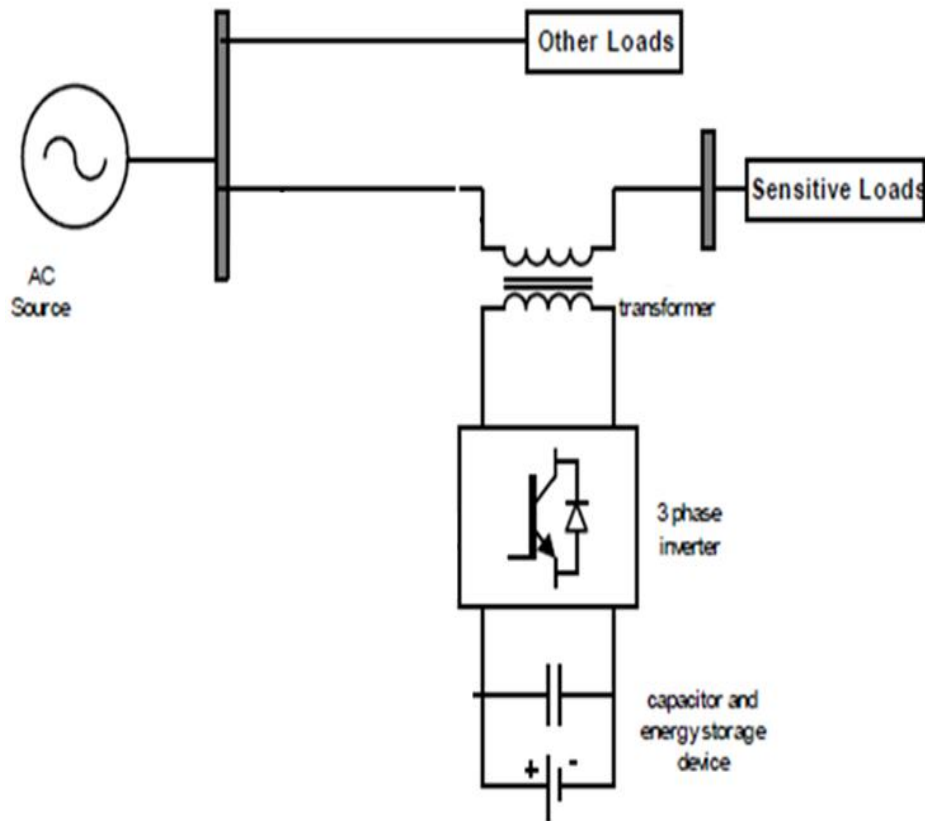 Other Loads
Sensitive Loads
AC
Source
transformer
3 phase
inverter
capacitor and
energy storage
device
+ -